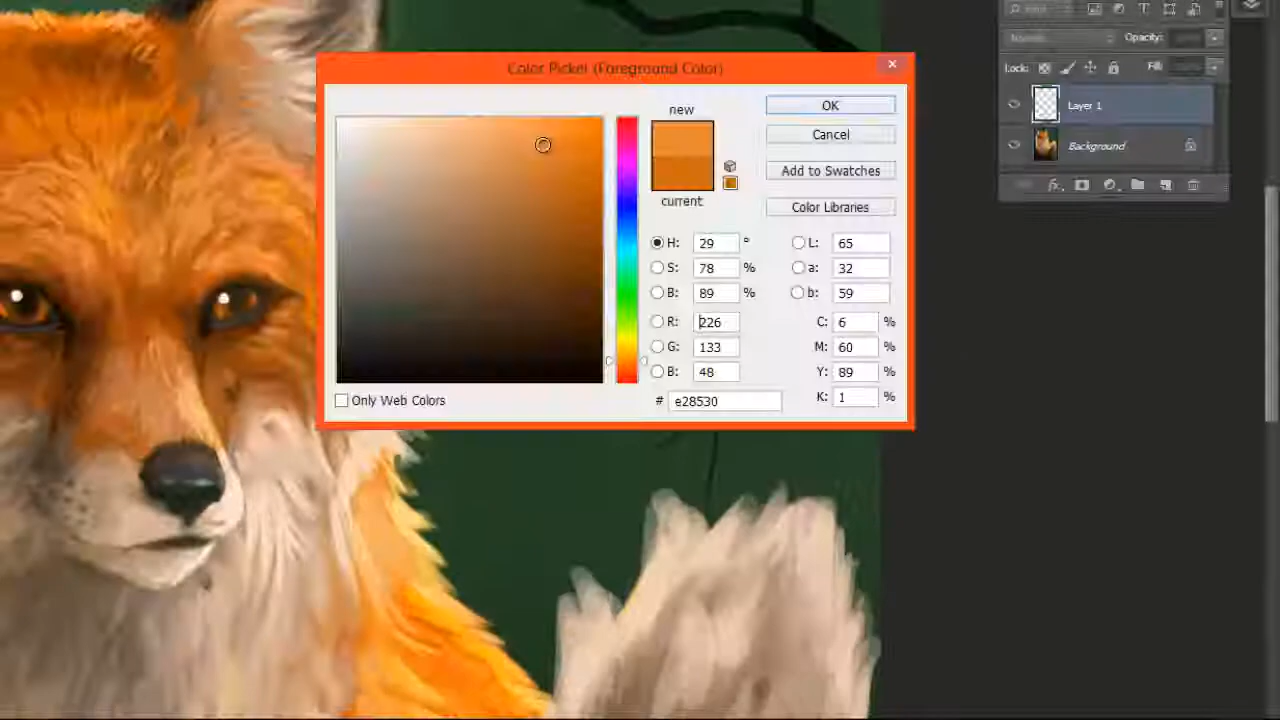 Opacity:
Color Picker (Foreground Color)
Lock:
Fill
new
OK
Layer 1
Cancel
Background
Add to Swatches
fx.
current
Color Libraries
H: 29 °
L: 65
S: 78 %
a: 32
B: 89 %
b: 59
R: 226
C: 6 %
G: 133
M: 60 %
B: 48
Y: 89 %
Only Web Colors
# e28530
K: 1 %